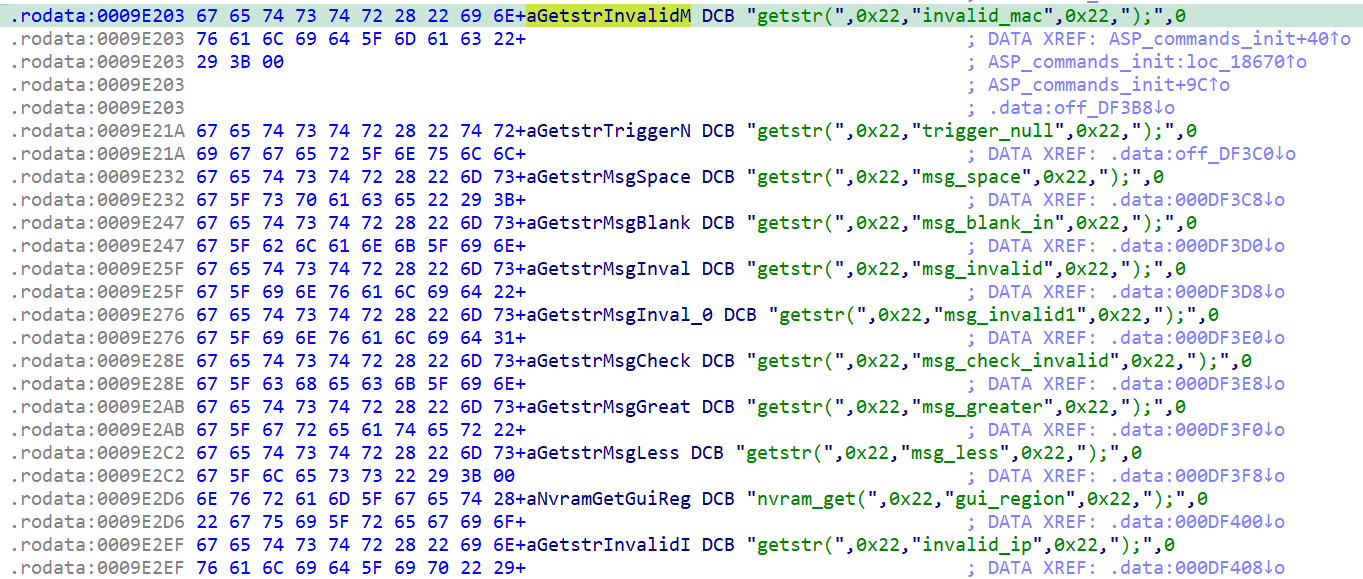 .rodata:0009E203 67 65 74 73 74 72 28 22 69 6E+aGetstrInvalidM DCB "getstr(",0x22,"invalid_mac",0x22,");",0
.rodata:0009E203 76 61 6C 69 64 5F 6D 61 63 22+ ; DATA XREF: ASP_commands_init+40↑o
.rodata:0009E203 29 3B 00 ; ASP_commands_init:loc_18670↑o
.rodata:0009E203 ; ASP_commands_init+9C↑o
.rodata:0009E203 ; .data:off_DF3B8↓o
.rodata:0009E21A 67 65 74 73 74 72 28 22 74 72+aGetstrTriggerN DCB "getstr(",0x22,"trigger_null",0x22,");",0
.rodata:0009E21A 69 67 67 65 72 5F 6E 75 6C 6C+ ; DATA XREF: .data:off_DF3C0↓o
.rodata:0009E232 67 65 74 73 74 72 28 22 6D 73+aGetstrMsgSpace DCB "getstr(",0x22,"msg_space",0x22,");",0
.rodata:0009E232 67 5F 73 70 61 63 65 22 29 3B+ ; DATA XREF: .data:000DF3C8↓o
.rodata:0009E247 67 65 74 73 74 72 28 22 6D 73+aGetstrMsgBlank DCB "getstr(",0x22,"msg_blank_in",0x22,");",0
.rodata:0009E247 67 5F 62 6C 61 6E 6B 5F 69 6E+ ; DATA XREF: .data:000DF3D0↓o
.rodata:0009E25F 67 65 74 73 74 72 28 22 6D 73+aGetstrMsgInval DCB "getstr(",0x22,"msg_invalid",0x22,");",0
.rodata:0009E25F 67 5F 69 6E 76 61 6C 69 64 22+ ; DATA XREF: .data:000DF3D8↓o
.rodata:0009E276 67 65 74 73 74 72 28 22 6D 73+aGetstrMsgInval_0 DCB "getstr(",0x22,"msg_invalid1",0x22,");",0
.rodata:0009E276 67 5F 69 6E 76 61 6C 69 64 31+ ; DATA XREF: .data:000DF3E0↓o
.rodata:0009E28E 67 65 74 73 74 72 28 22 6D 73+aGetstrMsgCheck DCB "getstr(",0x22,"msg_check_invalid",0x22,");",0
.rodata:0009E28E 67 5F 63 68 65 63 6B 5F 69 6E+ ; DATA XREF: .data:000DF3E8↓o
.rodata:0009E2AB 67 65 74 73 74 72 28 22 6D 73+aGetstrMsgGreat DCB "getstr(",0x22,"msg_greater",0x22,");",0
.rodata:0009E2AB 67 5F 67 72 65 61 74 65 72 22+ ; DATA XREF: .data:000DF3F0↓o
.rodata:0009E2C2 67 65 74 73 74 72 28 22 6D 73+aGetstrMsgLess DCB "getstr(",0x22,"msg_less",0x22,");",0
.rodata:0009E2C2 67 5F 6C 65 73 73 22 29 3B 00 ; DATA XREF: .data:000DF3F8↓o
.rodata:0009E2D6 6E 76 72 61 6D 5F 67 65 74 28+aNvramGetGuiReg DCB "nvram_get(",0x22,"gui_region",0x22,");",0
.rodata:0009E2D6 22 67 75 69 5F 72 65 67 69 6F+ ; DATA XREF: .data:000DF400↓o
.rodata:0009E2EF 67 65 74 73 74 72 28 22 69 6E+aGetstrInvalidI DCB "getstr(",0x22,"invalid_ip",0x22,");",0
.rodata:0009E2EF 76 61 6C 69 64 5F 69 70 22 29+ ; DATA XREF: .data:000DF408↓o